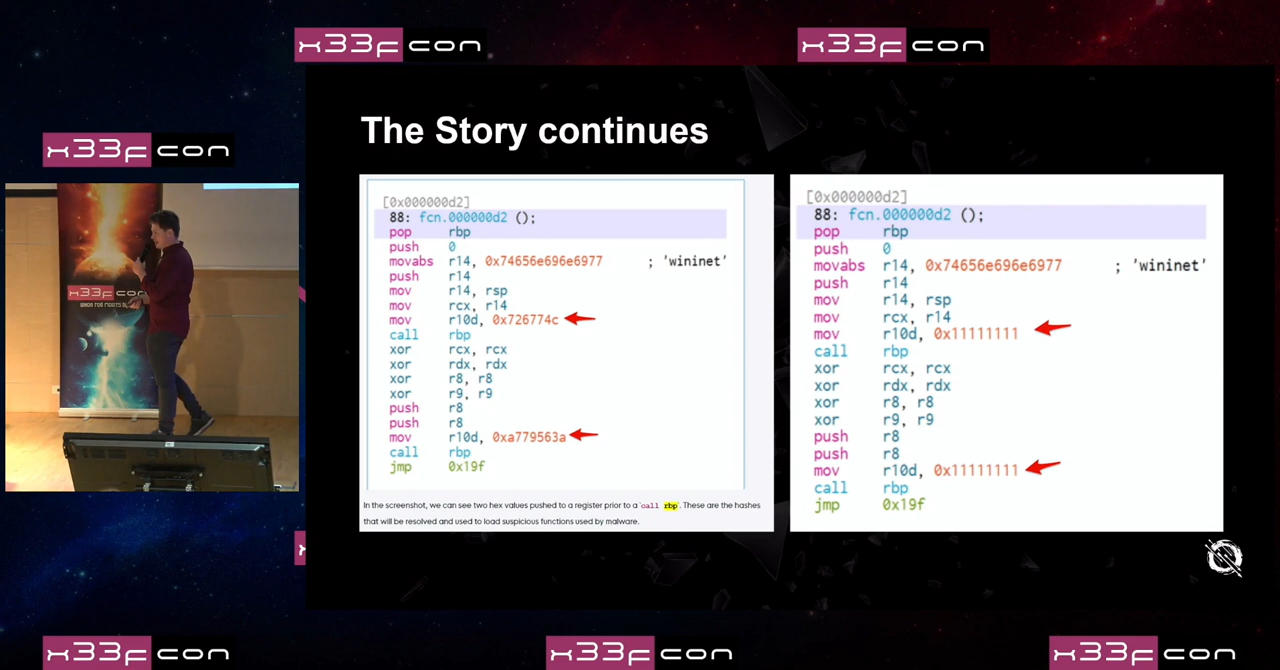 x33fcon
x33fcon
x33fcon
The Story continues
[0x000000d2]
88: fcn.000000d2 ();
pop rbp
push 0
movabs r14, 0x74656e696e6977 ; 'wininet'
push r14
mov r14, rsp
mov rcx, r14
mov r10d, 0x726774c
call rbp
xor rcx, rcx
xor rdx, rdx
xor r8, r8
xor r9, r9
push r8
push r8
mov r10d, 0xa779563a
call rbp
jmp 0x19f
In the screenshot, we can see two hex values pushed to a register prior to a `call rbp`. These are the hashes
that will be resolved and used to load suspicious functions used by malware.
[0x000000d2]
88: fcn.000000d2 ();
pop rbp
push 0
movabs r14, 0x74656e696e6977 ; 'wininet'
push r14
mov r14, rsp
mov rcx, r14
mov r10d, 0x11111111
call rbp
xor rcx, rcx
xor rdx, rdx
xor r8, r8
xor r9, r9
push r8
push r8
mov r10d, 0x11111111
call rbp
jmp 0x19f
x33fcon
x33fcon
x33fcon
x33fcon